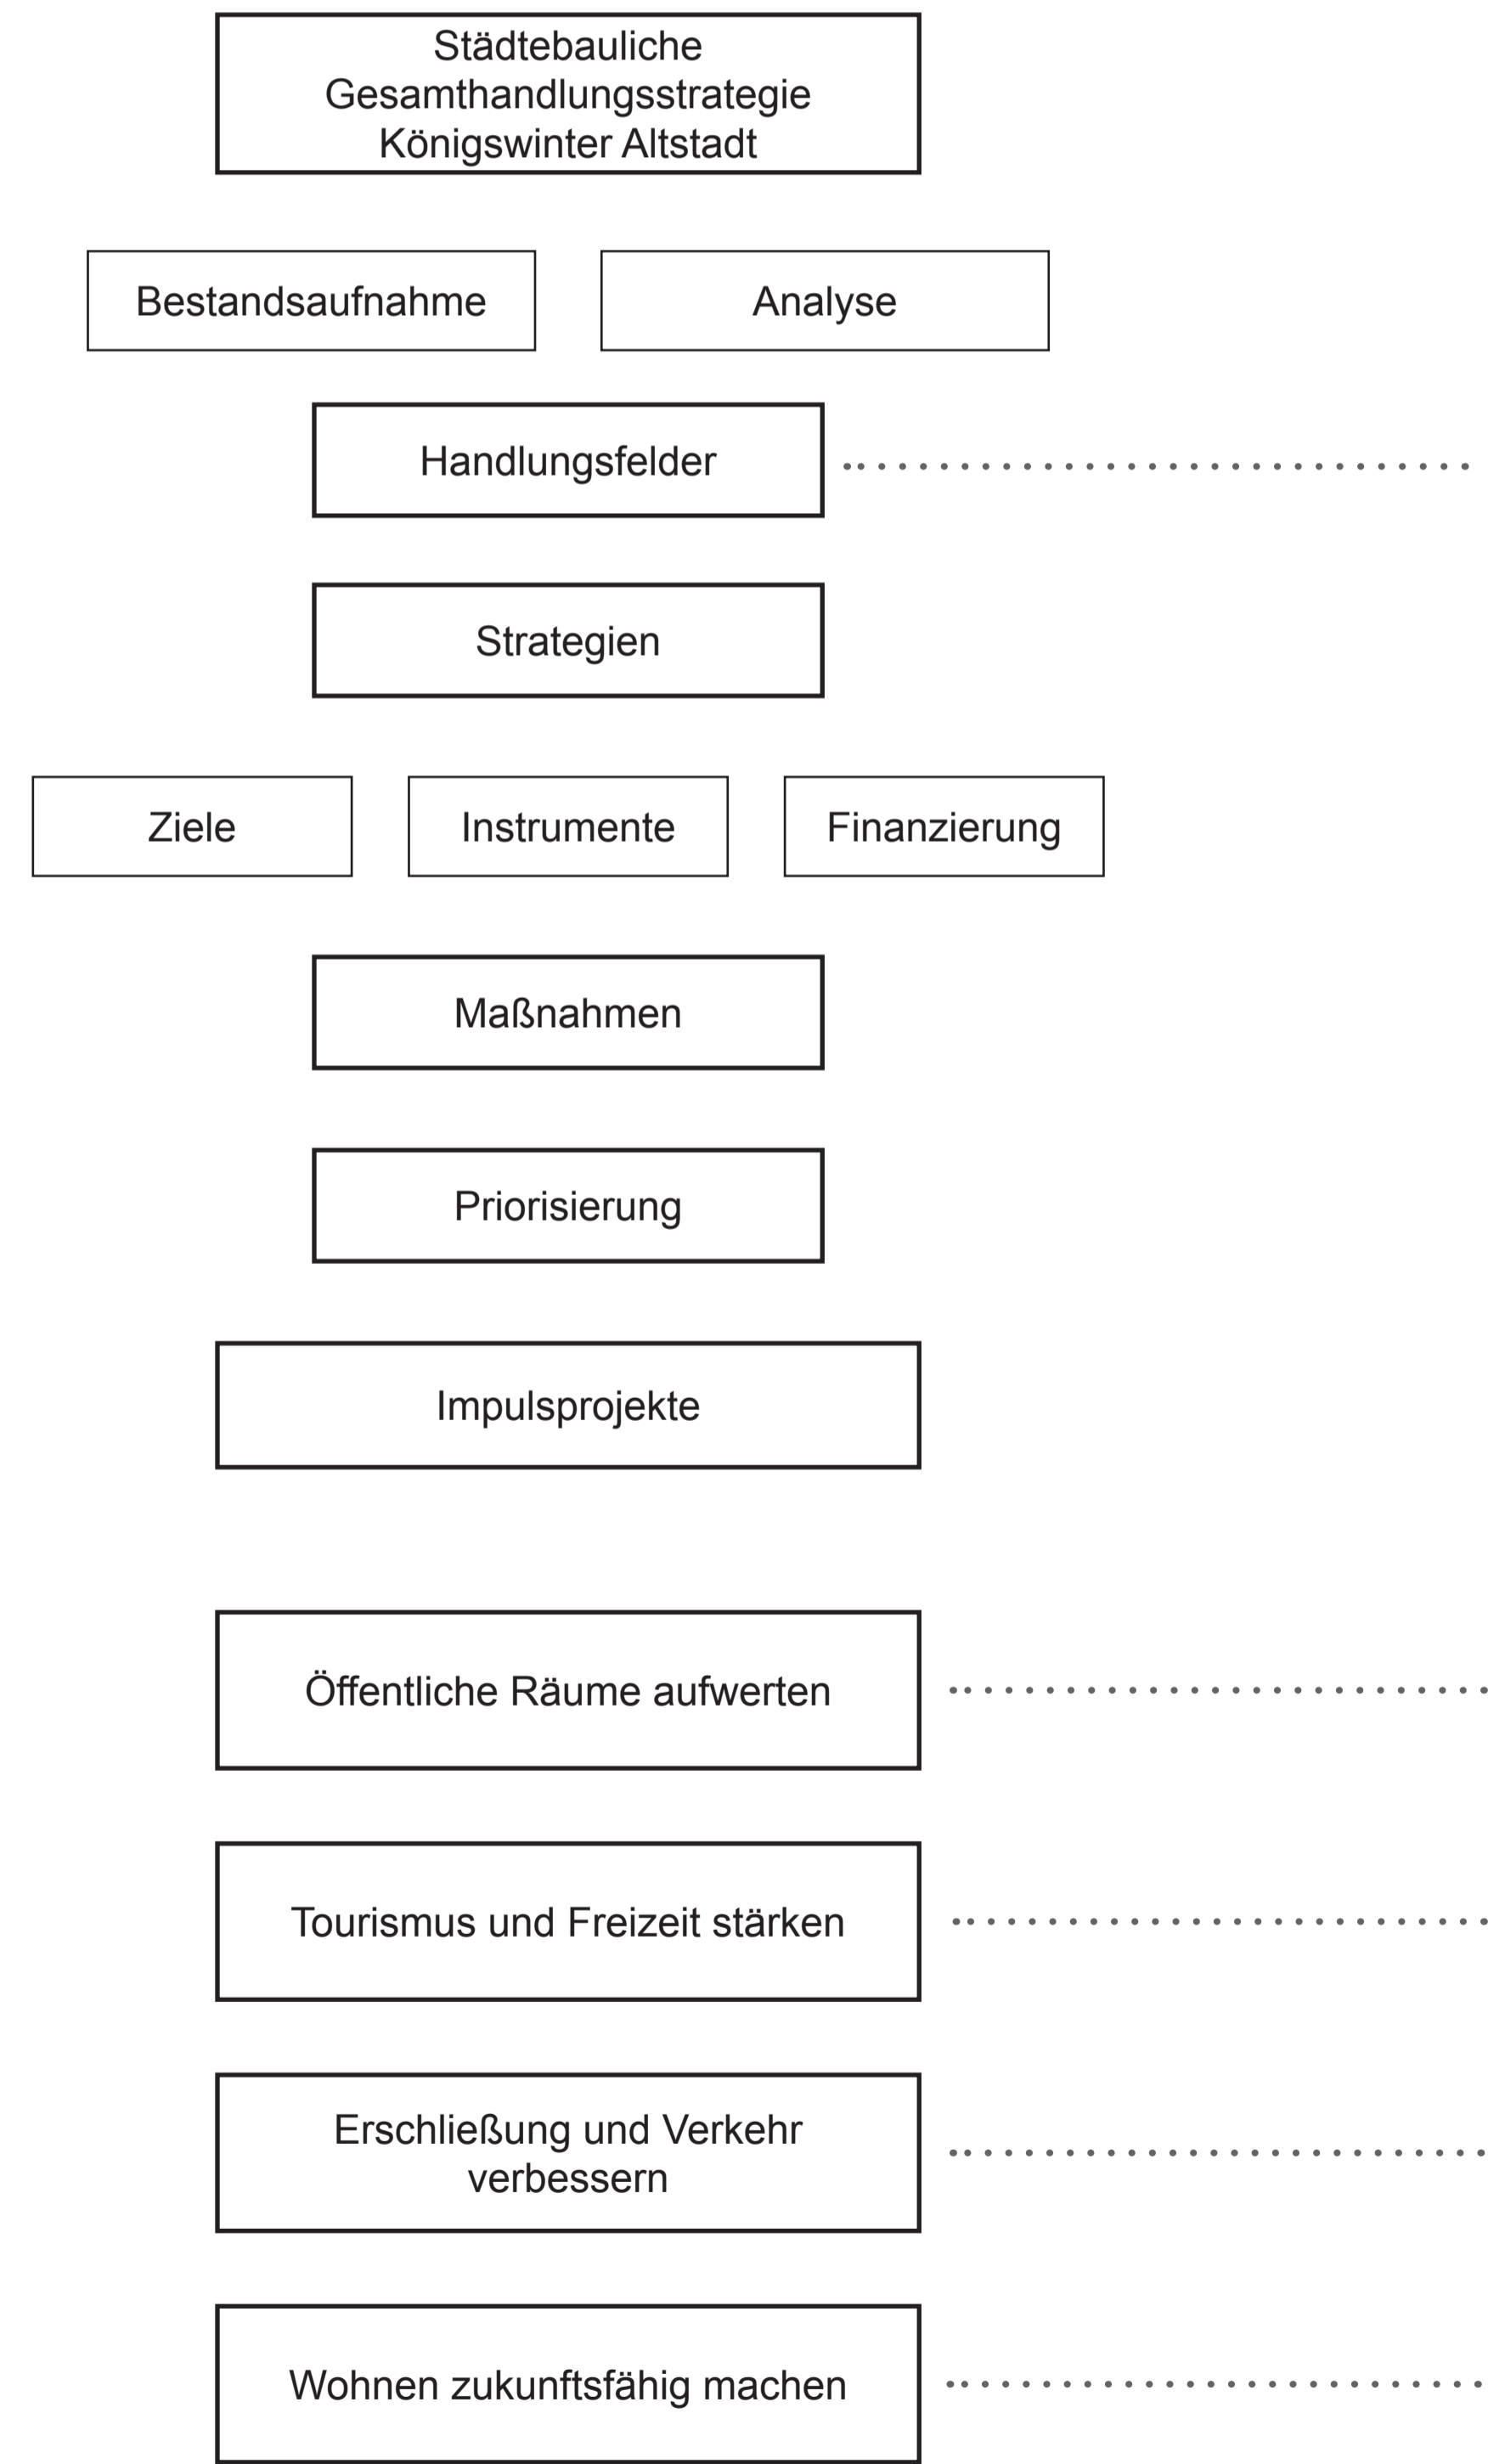 Städtebauliche
Gesamthandlungsstrategie
Königswinter Altstadt
Bestandsaufnahme
Analyse
Handlungsfelder
Strategien
Ziele
Instrumente
Finanzierung
Maßnahmen
Priorisierung
Impulsprojekte
Öffentliche Räume aufwerten
Tourismus und Freizeit stärken
Erschließung und Verkehr
verbessern
Wohnen zukunftsfähig machen